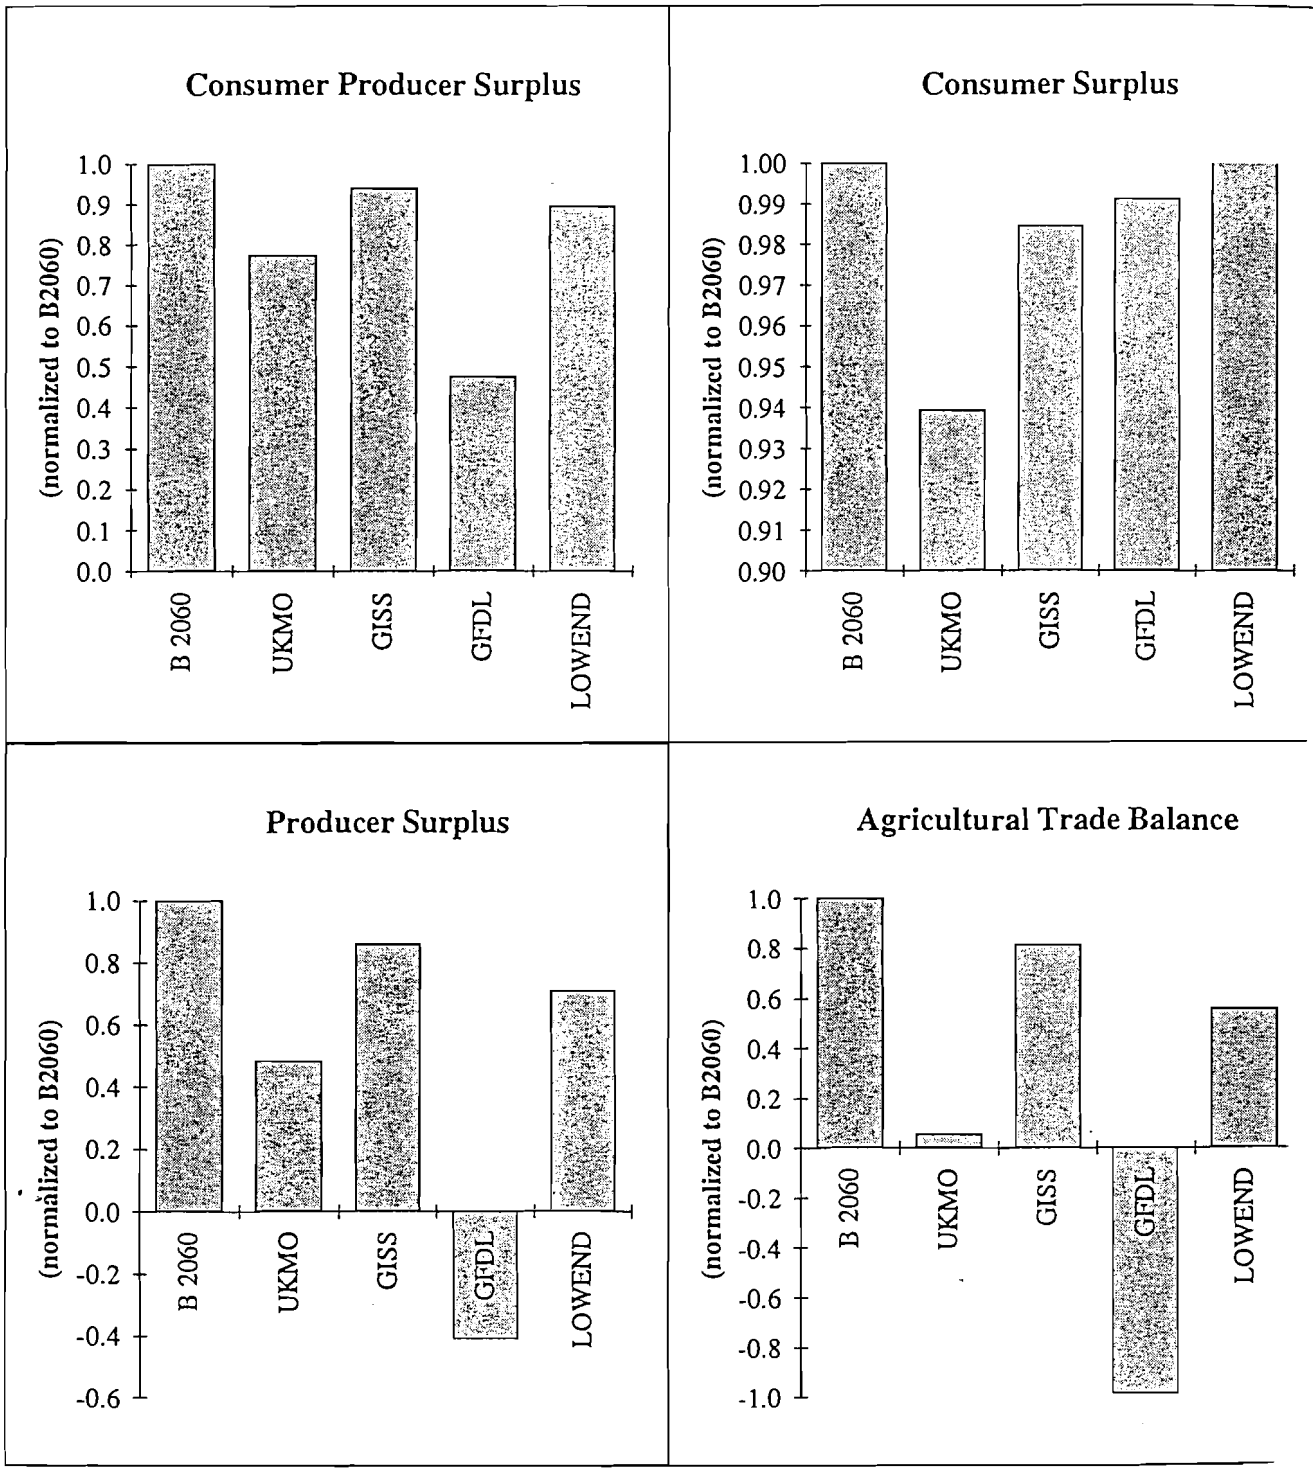 Consumer Producer Surplus
(normalized to B2060)
1.0
0.9
0.8
0.7
0.6
0.5
0.4
0.3
0.2
0.1
0.0
B 2060
UKMO
GISS
GFDL
LOWEND
Consumer Surplus
(normalized to B2060)
1.00
0.99
0.98
0.97
0.96
0.95
0.94
0.93
0.92
0.91
0.90
B 2060
UKMO
GISS
GFDL
LOWEND
Producer Surplus
(normalized to B2060)
1.0
0.8
0.6
0.4
0.2
0.0
-0.2
-0.4
-0.6
B 2060
UKMO
GISS
GFDL
LOWEND
Agricultural Trade Balance
(normalized to B2060)
1.0
0.8
0.6
0.4
0.2
0.0
-0.2
-0.4
-0.6
-0.8
-1.0
B 2060
UKMO
GISS
GFDL
LOWEND